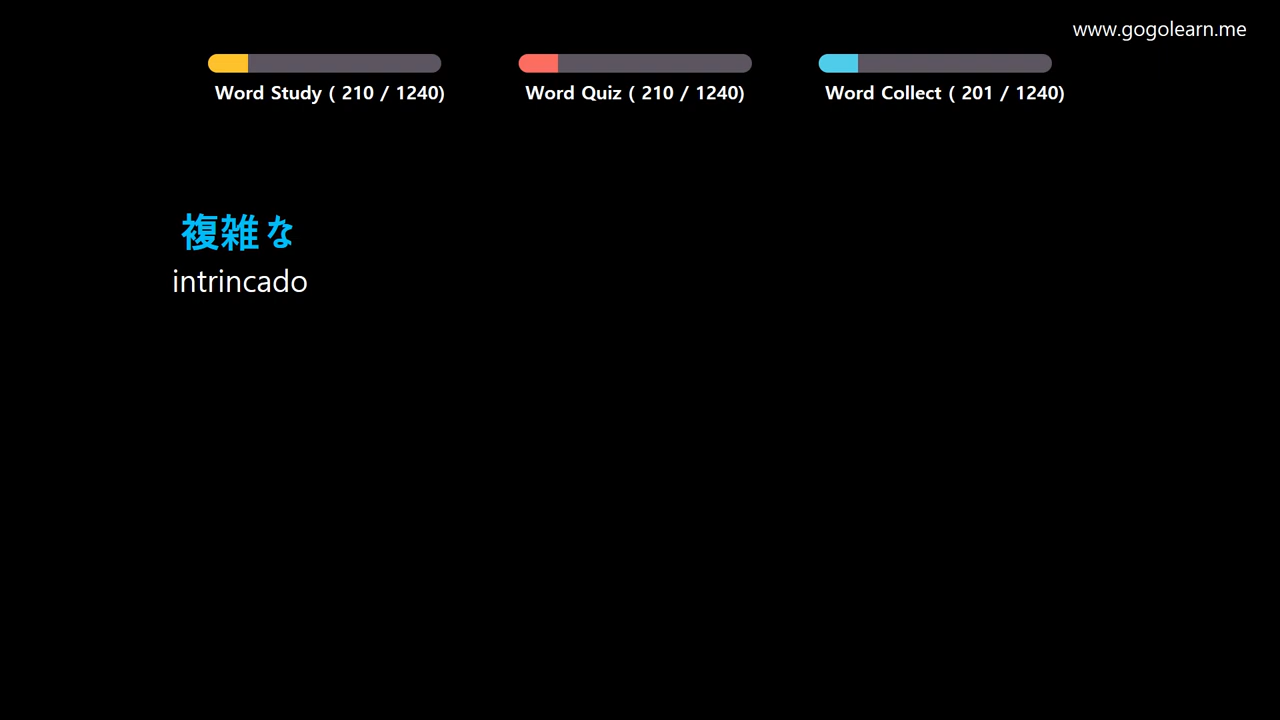 www.gogolearn.me
Word Study ( 210 / 1240)
Word Quiz ( 210 / 1240)
Word Collect ( 201 / 1240)
複雑な
intrincado